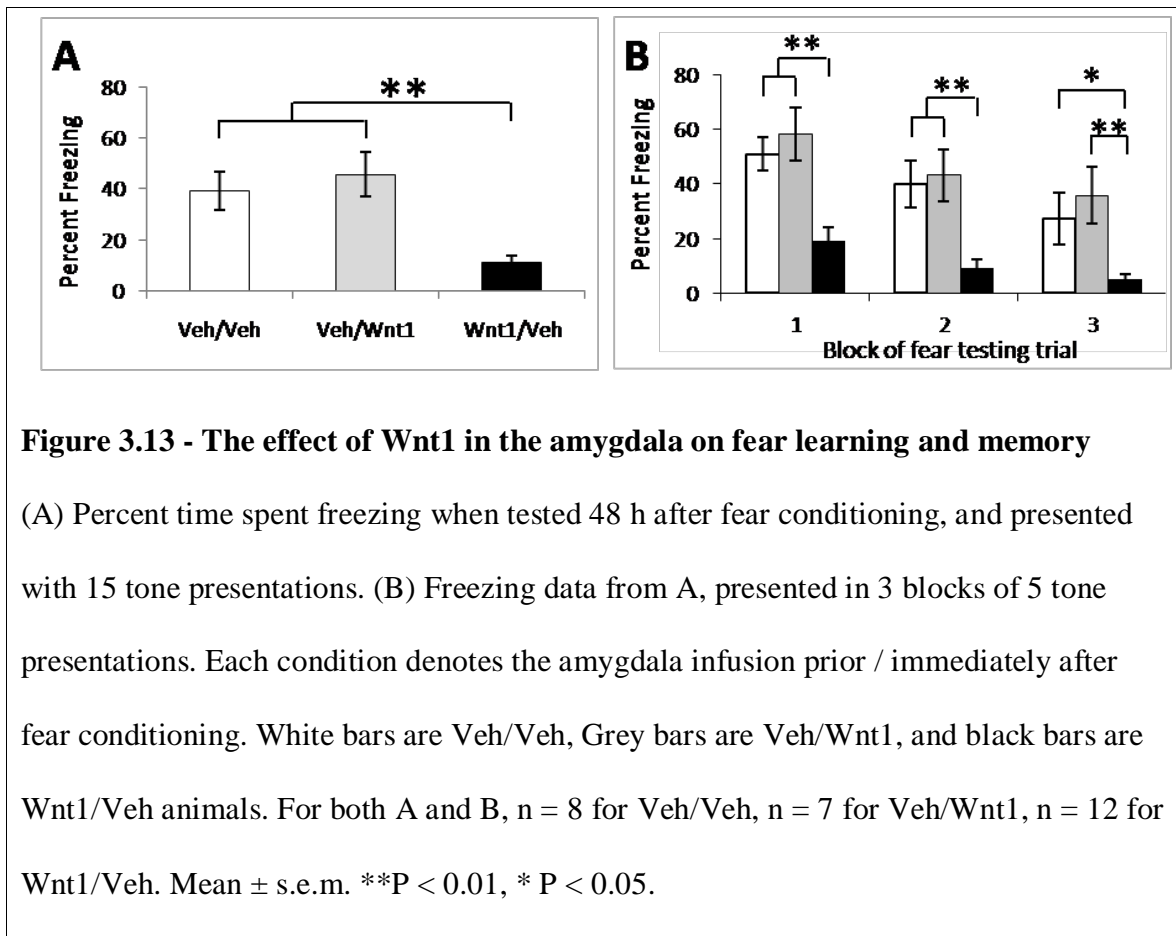 A
**
80
60
40
20
0
Percent Freezing
Veh/Veh Veh/Wnt1 Wnt1/Veh
B
**
**
*
**
80
60
40
20
0
Percent Freezing
1 2 3
Block of fear testing trial
Figure 3.13 - The effect of Wnt1 in the amygdala on fear learning and memory
(A) Percent time spent freezing when tested 48 h after fear conditioning, and presented
with 15 tone presentations. (B) Freezing data from A, presented in 3 blocks of 5 tone
presentations. Each condition denotes the amygdala infusion prior / immediately after
fear conditioning. White bars are Veh/Veh, Grey bars are Veh/Wnt1, and black bars are
Wnt1/Veh animals. For both A and B, n = 8 for Veh/Veh, n = 7 for Veh/Wnt1, n = 12 for
Wnt1/Veh. Mean ± s.e.m. **P < 0.01, * P < 0.05.